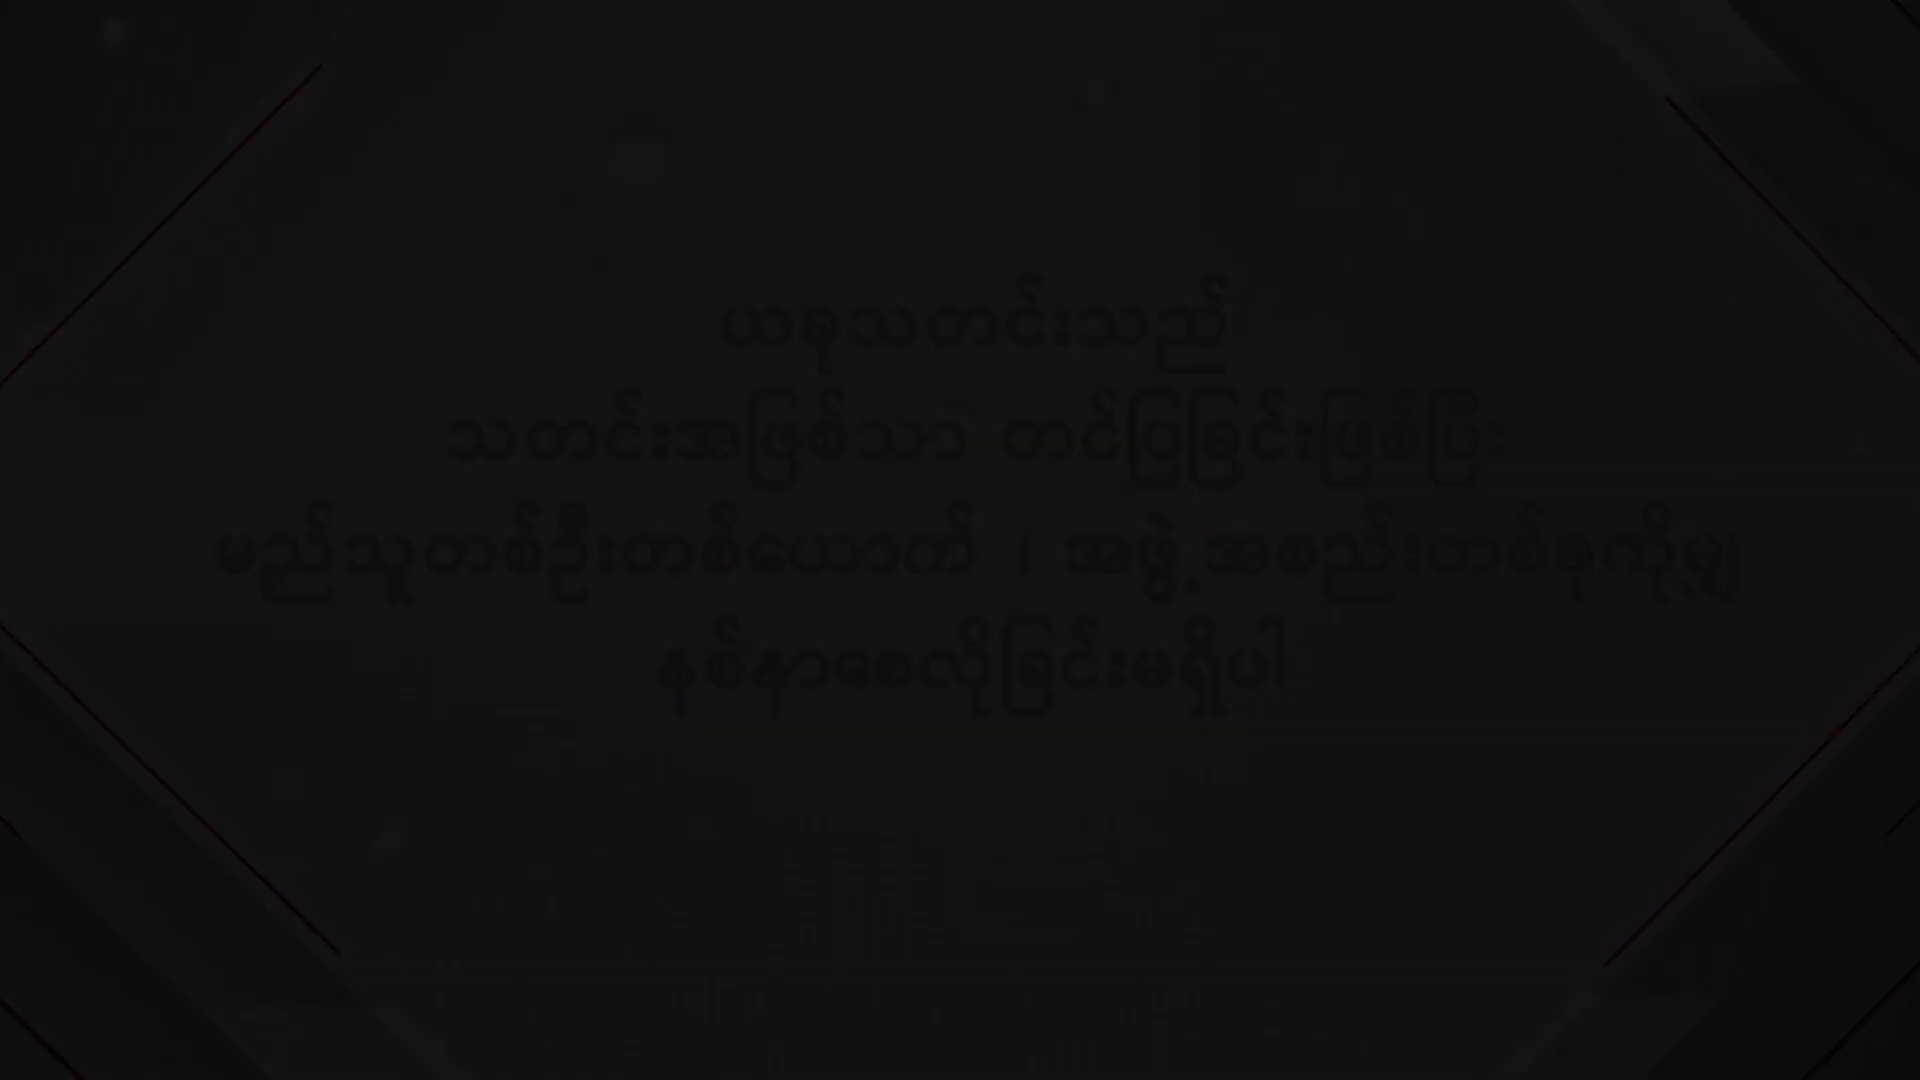 ယခုသတင်းသည်
သတင်းအဖြစ်သာ တင်ပြခြင်းဖြစ်ပြီး
မည်သူတစ်ဦးတစ်ယောက် ၊ အဖွဲ့အစည်းတစ်ခုကိုမျှ
နစ်နာစေလိုခြင်းမရှိပါ